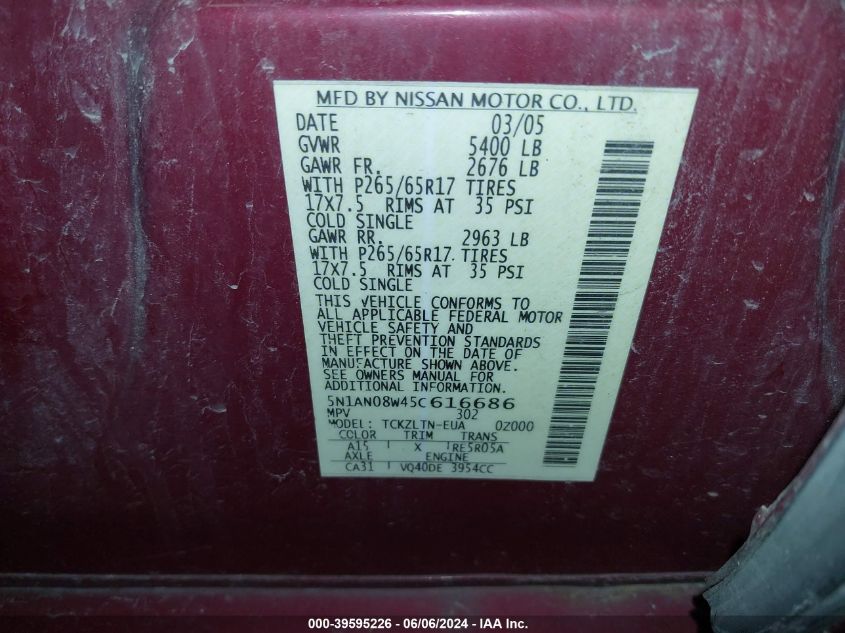 MFD BY NISSAN MOTOR CO., LTD.
DATE 03/05
GVWR 5400 LB
GAWR FR. 2676 LB
WITH P265/65R17 TIRES
17X7.5 RIMS AT 35 PSI
COLD SINGLE
GAWR RR. 2963 LB
WITH P265/65R17 TIRES
17X7.5 RIMS AT 35 PSI
COLD SINGLE
THIS VEHICLE CONFORMS TO
ALL APPLICABLE FEDERAL MOTOR
VEHICLE SAFETY AND
THEFT PREVENTION STANDARDS
IN EFFECT ON THE DATE OF
MANUFACTURE SHOWN ABOVE.
SEE OWNERS MANUAL FOR
ADDITIONAL INFORMATION.
5N1AN08W45C616686
MPV 302
MODEL: TCKZLTN-EUA 0Z000
COLOR TRIM TRANS
A15 X RE5R05A
AXLE ENGINE
CA31 VQ40DE 3954CC
000-39595226 - 06/06/2024 - IAAI Inc.